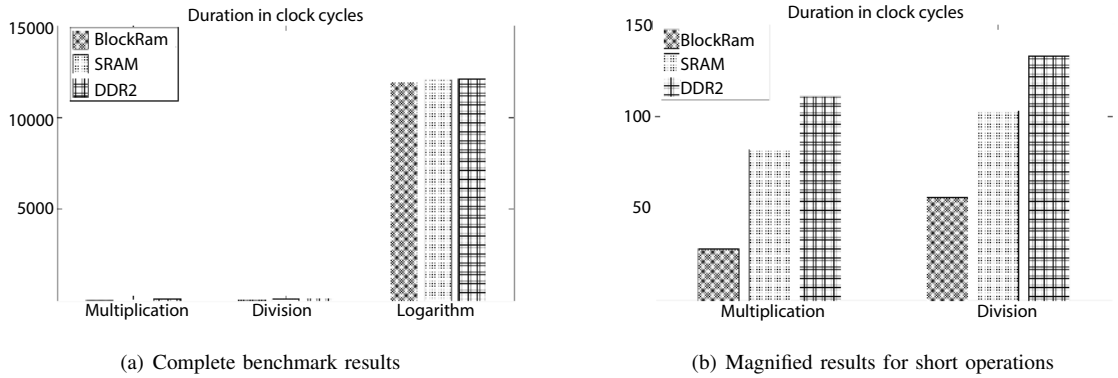 Duration in clock cycles
15000
BlockRam
SRAM
DDR2
10000
5000
Multiplication
Division
Logarithm
(a) Complete benchmark results
Duration in clock cycles
150
BlockRam
SRAM
DDR2
100
50
Multiplication
Division
(b) Magnified results for short operations